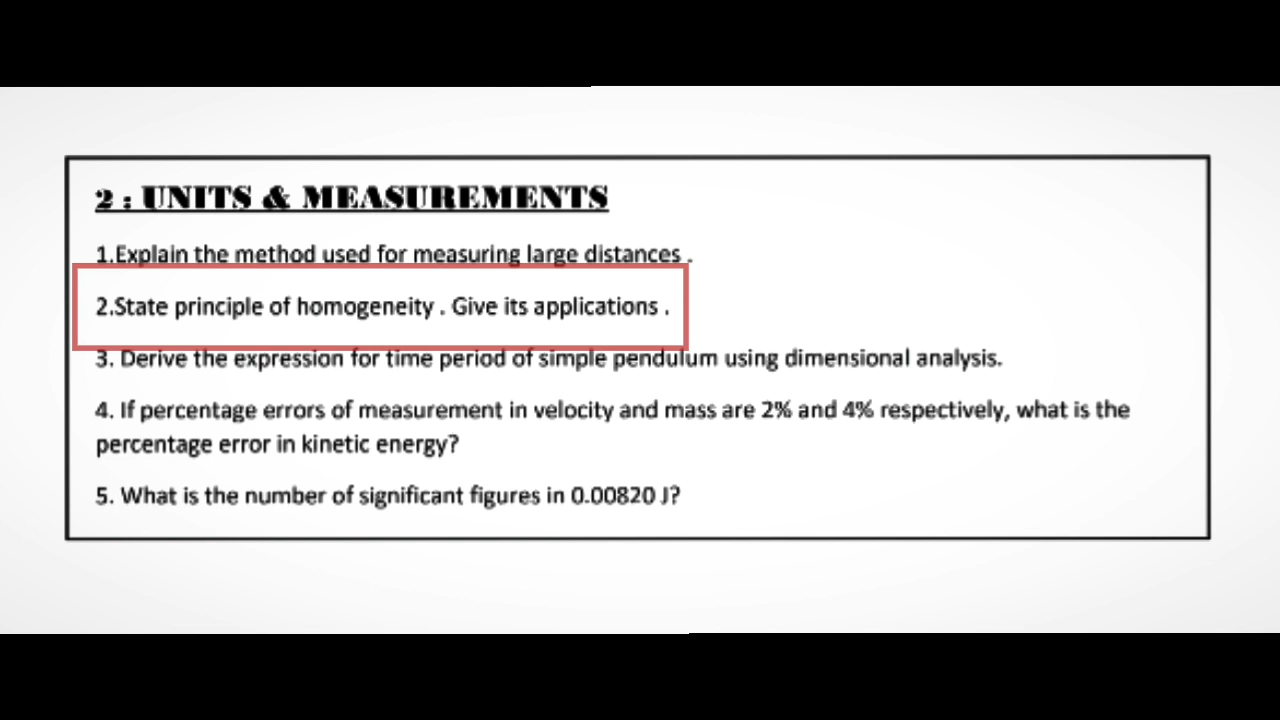 2 : UNITS & MEASUREMENTS
1.Explain the method used for measuring large distances .
2.State principle of homogeneity . Give its applications .
3. Derive the expression for time period of simple pendulum using dimensional analysis.
4. If percentage errors of measurement in velocity and mass are 2% and 4% respectively, what is the
percentage error in kinetic energy?
5. What is the number of significant figures in 0.00820 J?